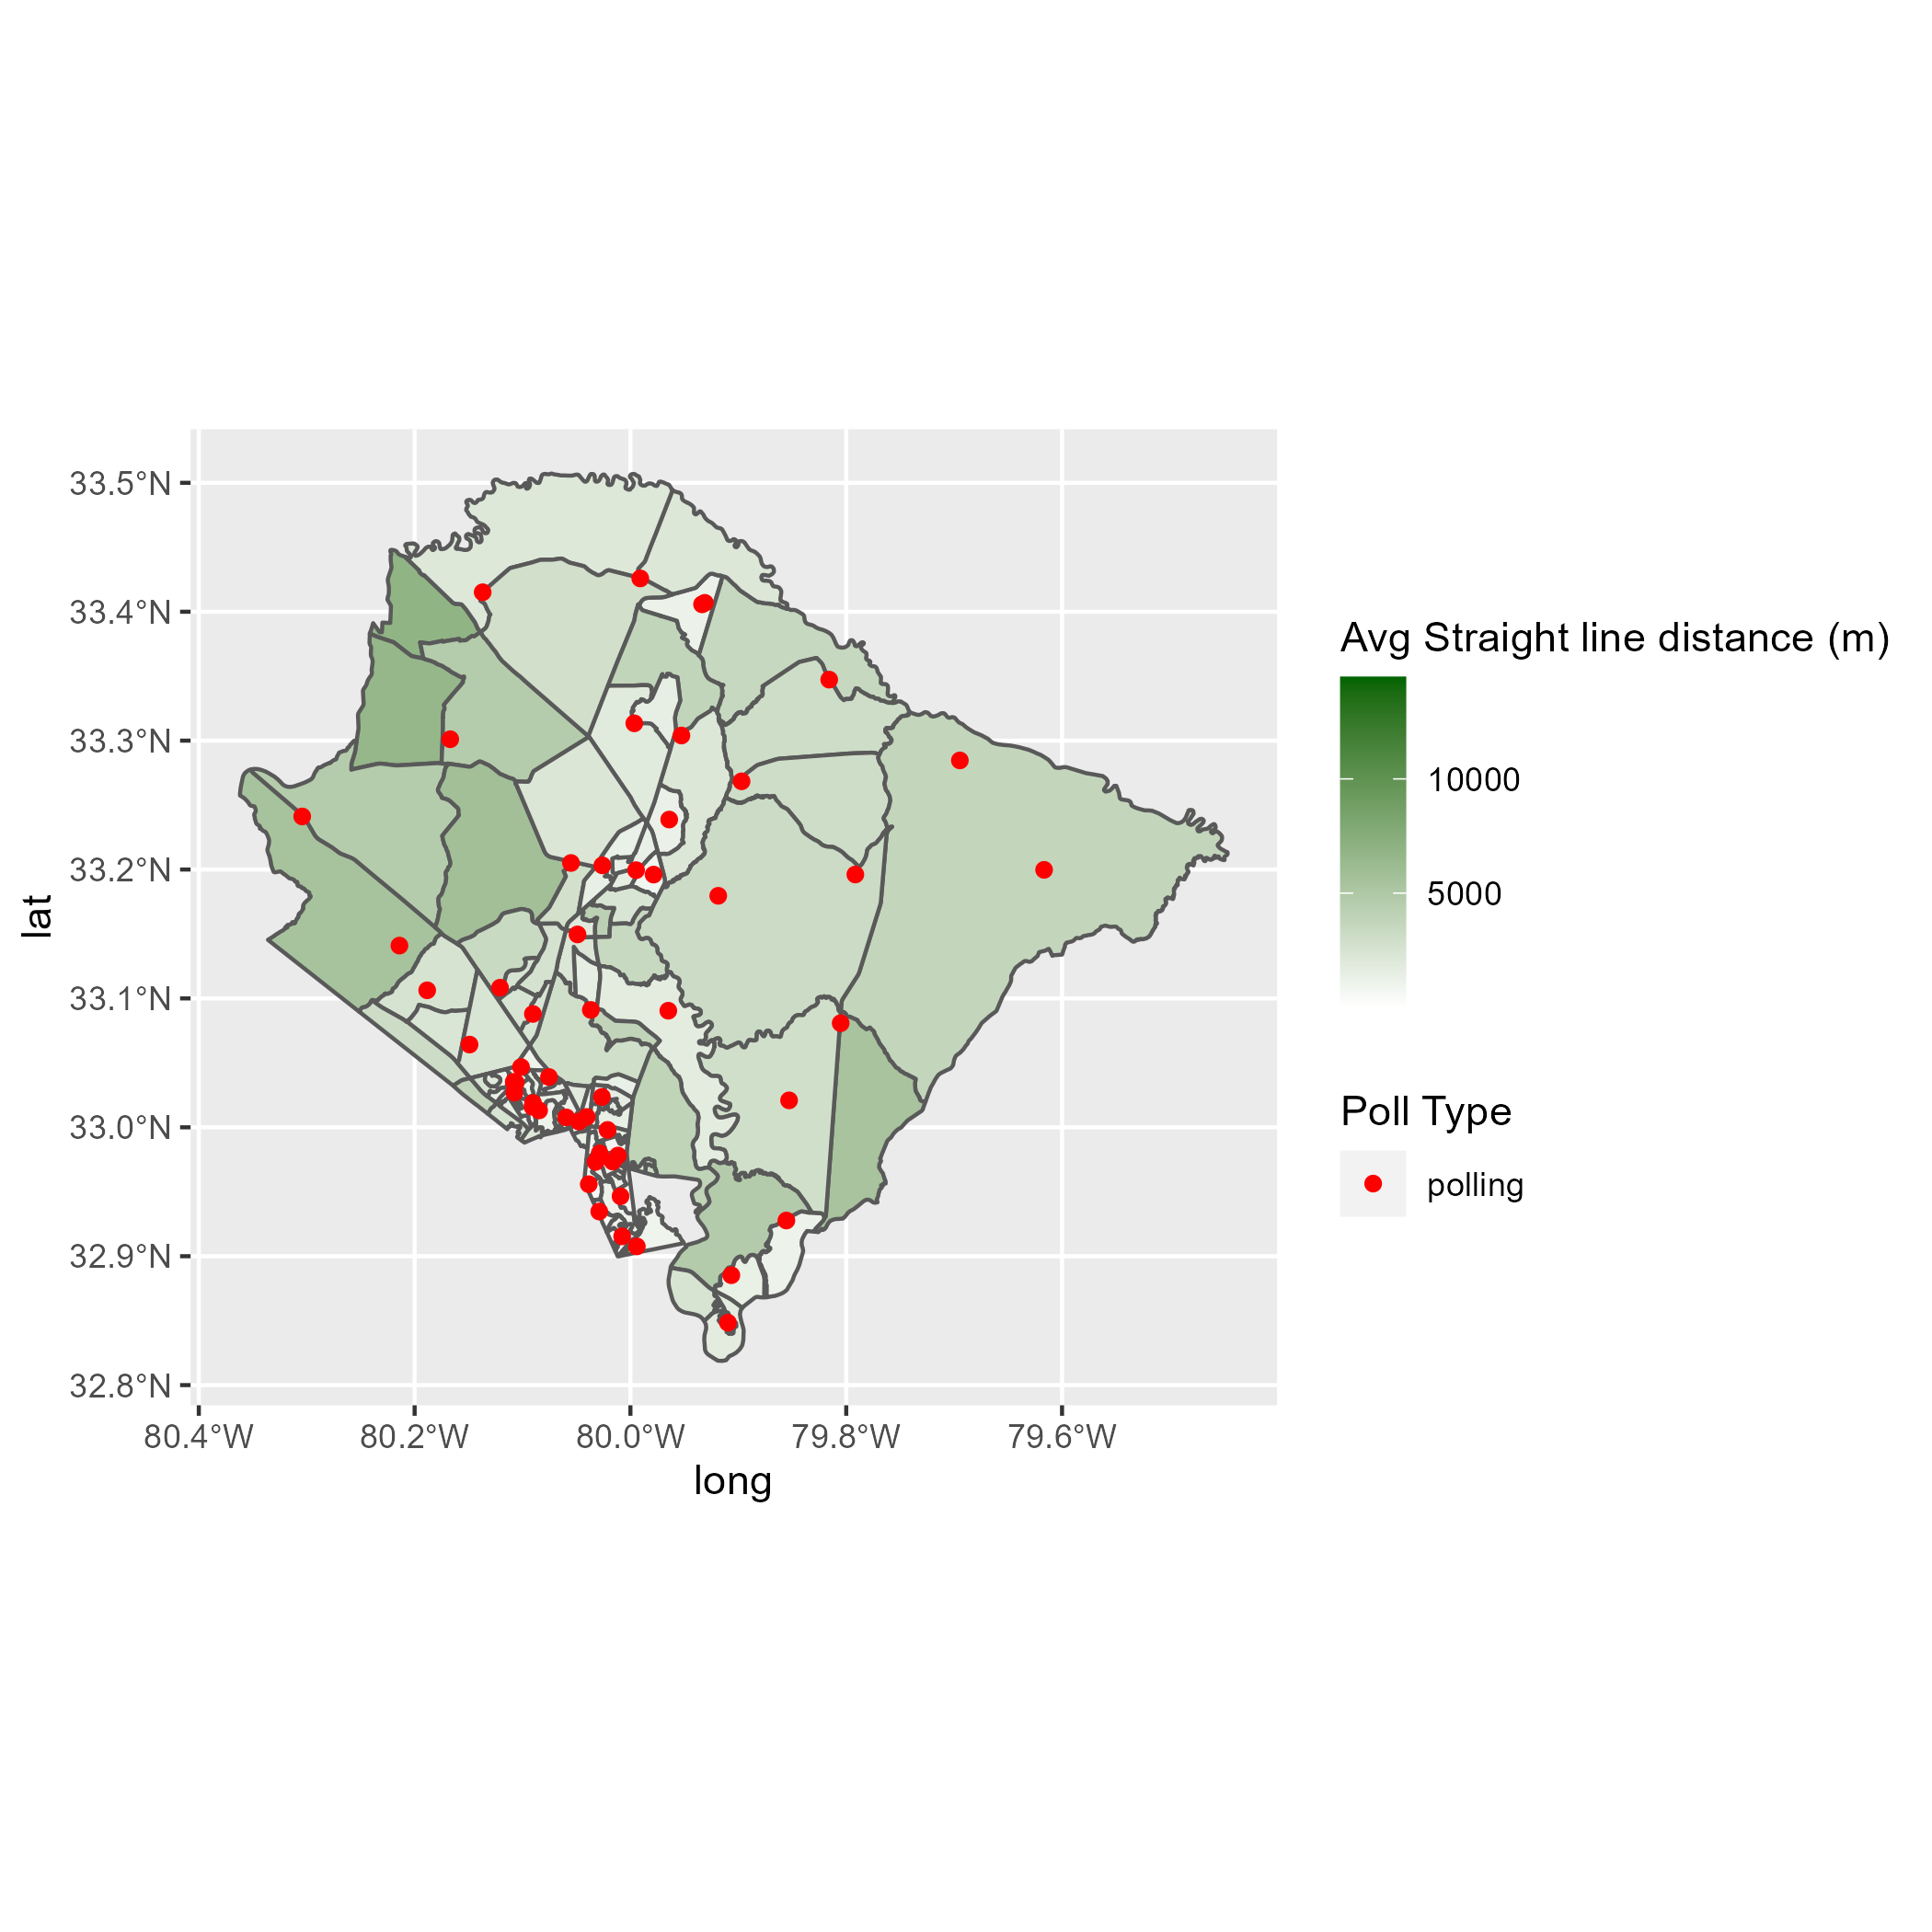 33.5°N
33.4°N
33.3°N
33.2°N
33.1°N
33.0°N
32.9°N
32.8°N
lat
80.4°W 80.2°W 80.0°W 79.8°W 79.6°W
long
Avg Straight line distance (m)
10000
5000
Poll Type
polling